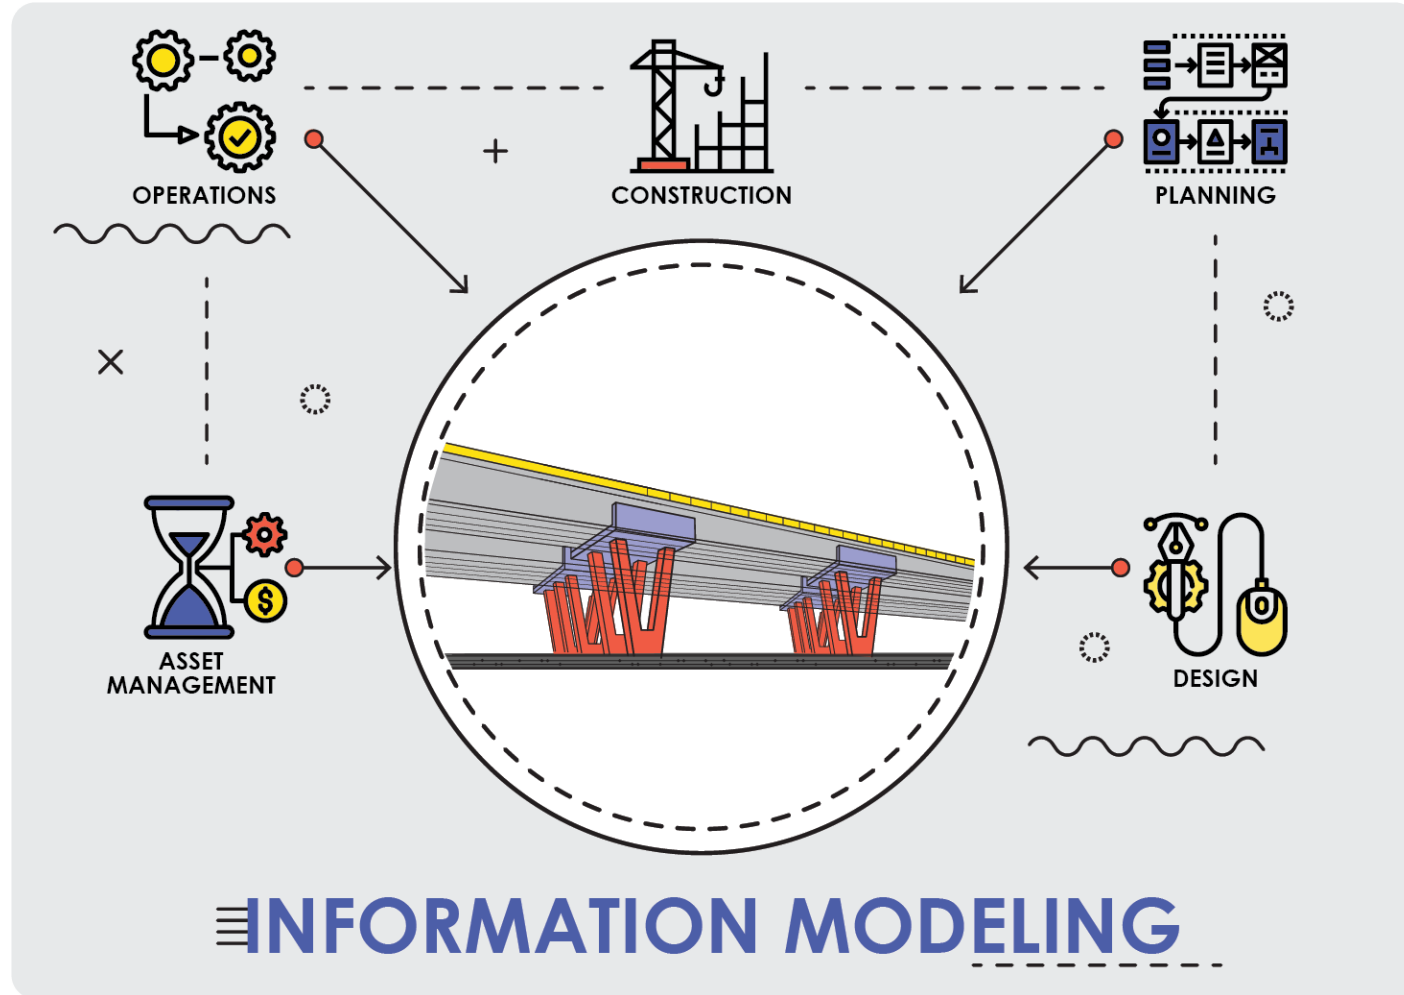 OPERATIONS
CONSTRUCTION
PLANNING
ASSET
MANAGEMENT
$
DESIGN
INFORMATION MODELING